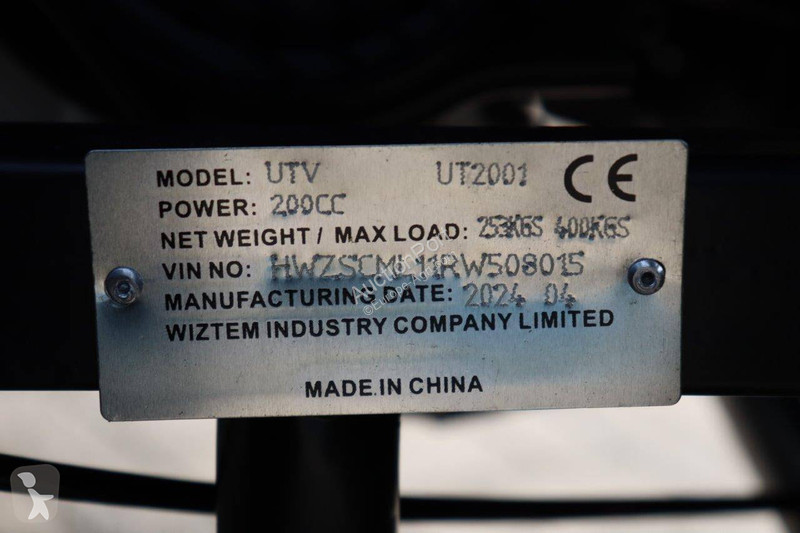 MODEL: UTV UT2001 CE
POWER: 200CC
NET WEIGHT / MAX LOAD: 253KGS 400KGS
VIN NO:
MANUFACTURING DATE: 2024 04
WIZTEM INDUSTRY COMPANY LIMITED
MADE.IN CHINA